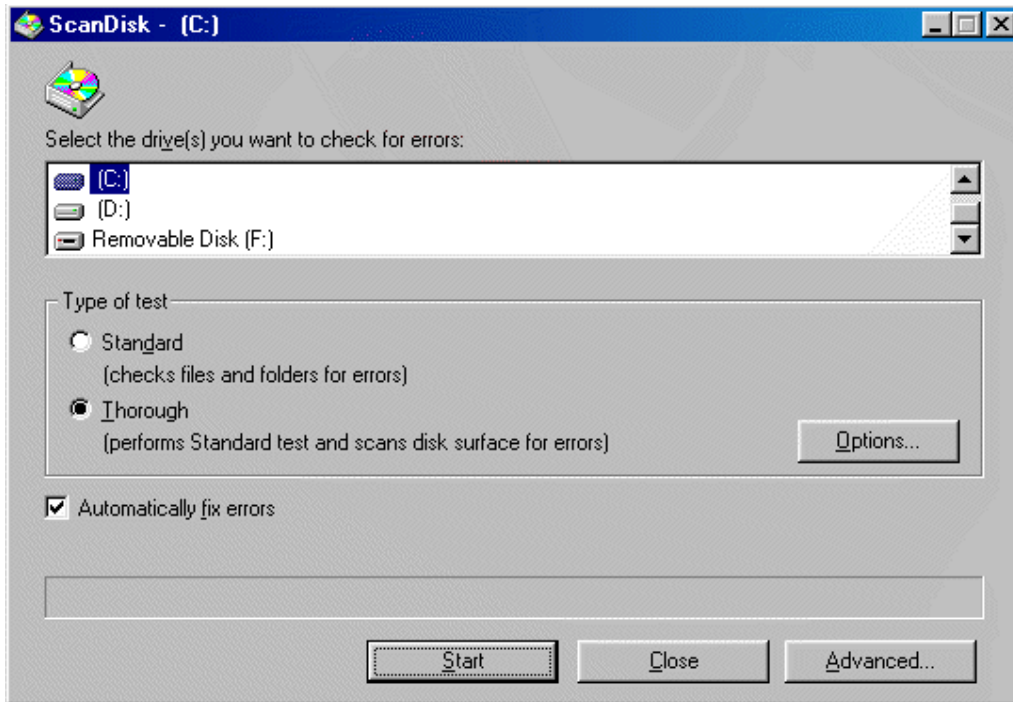 ScanDisk - (C:)
Select the drive(s) you want to check for errors:
(C:)
(D:)
Removable Disk (F:)
Type of test
Standard
(checks files and folders for errors)
Thorough
(performs Standard test and scans disk surface for errors)
Options...
Automatically fix errors
Start Close Advanced...